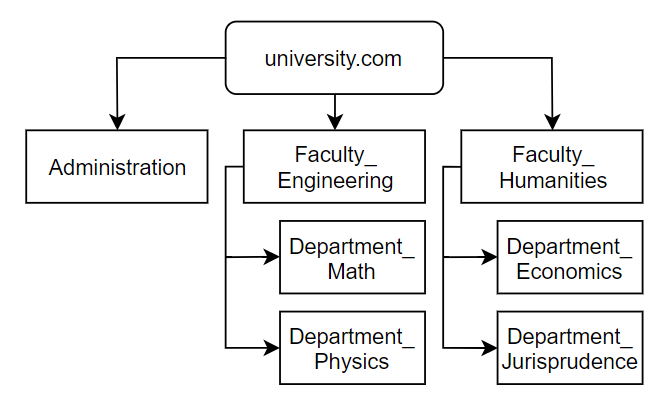 university.com
Administration
Faculty_
Engineering
Faculty_
Humanities
Department_
Math
Department_
Economics
Department_
Physics
Department_
Jurisprudence